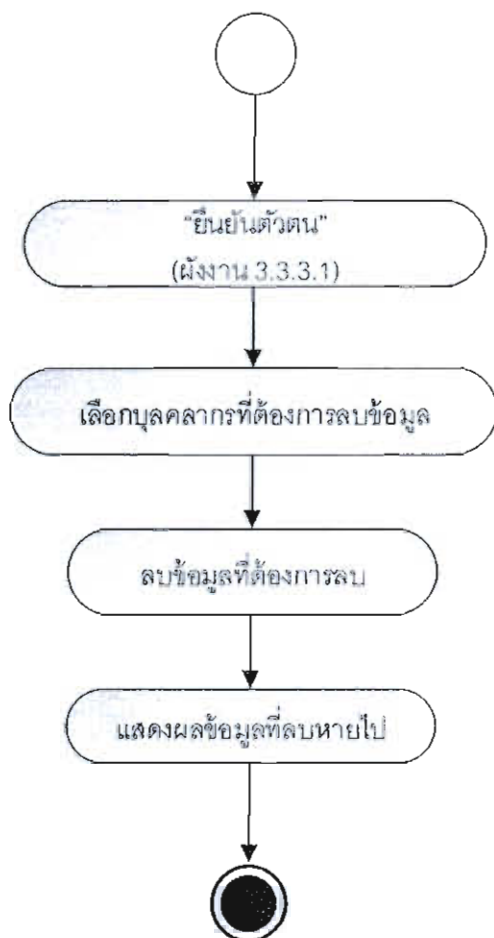 "ยืนยันตัวตน"
(ผังงาน 3.3.3.1)
เลือกบุคลากรที่ต้องการลบข้อมูล
ลบข้อมูลที่ต้องการลบ
แสดงผลข้อมูลที่ลบหายไป